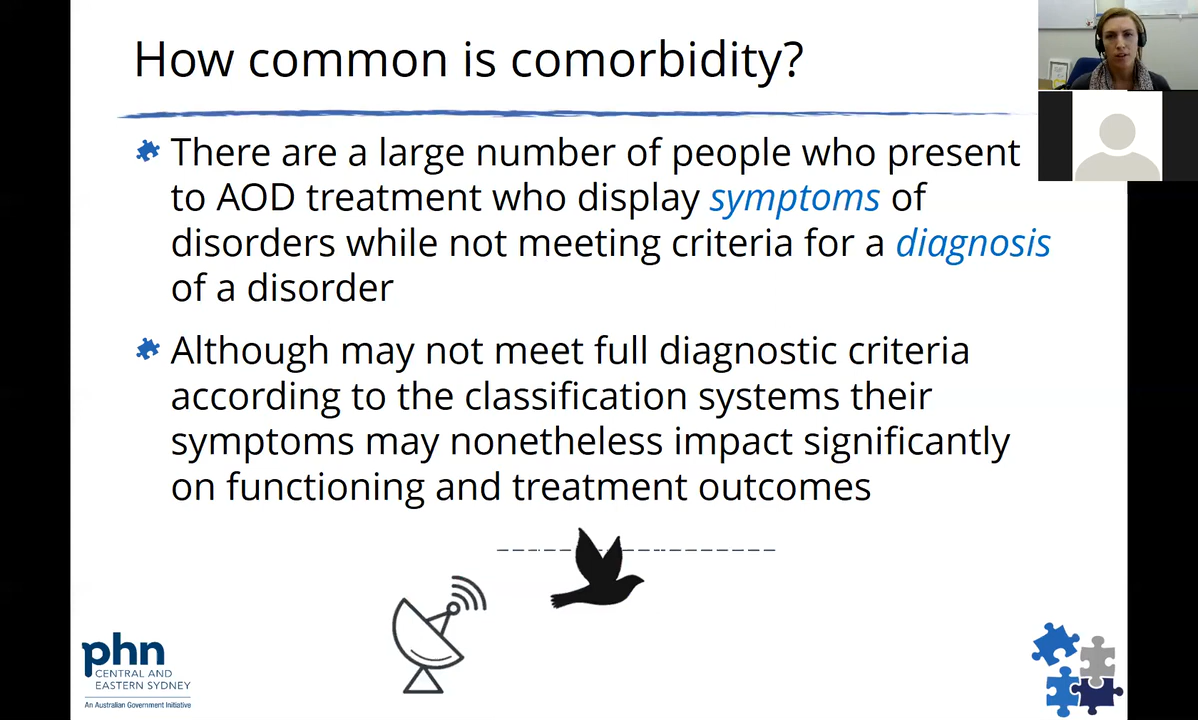 How common is comorbidity?
There are a large number of people who present
to AOD treatment who display symptoms of
disorders while not meeting criteria for a diagnosis
of a disorder
Although may not meet full diagnostic criteria
according to the classification systems their
symptoms may nonetheless impact significantly
on functioning and treatment outcomes
phn
CENTRAL AND
EASTERN SYDNEY
An Australian Government Initiative